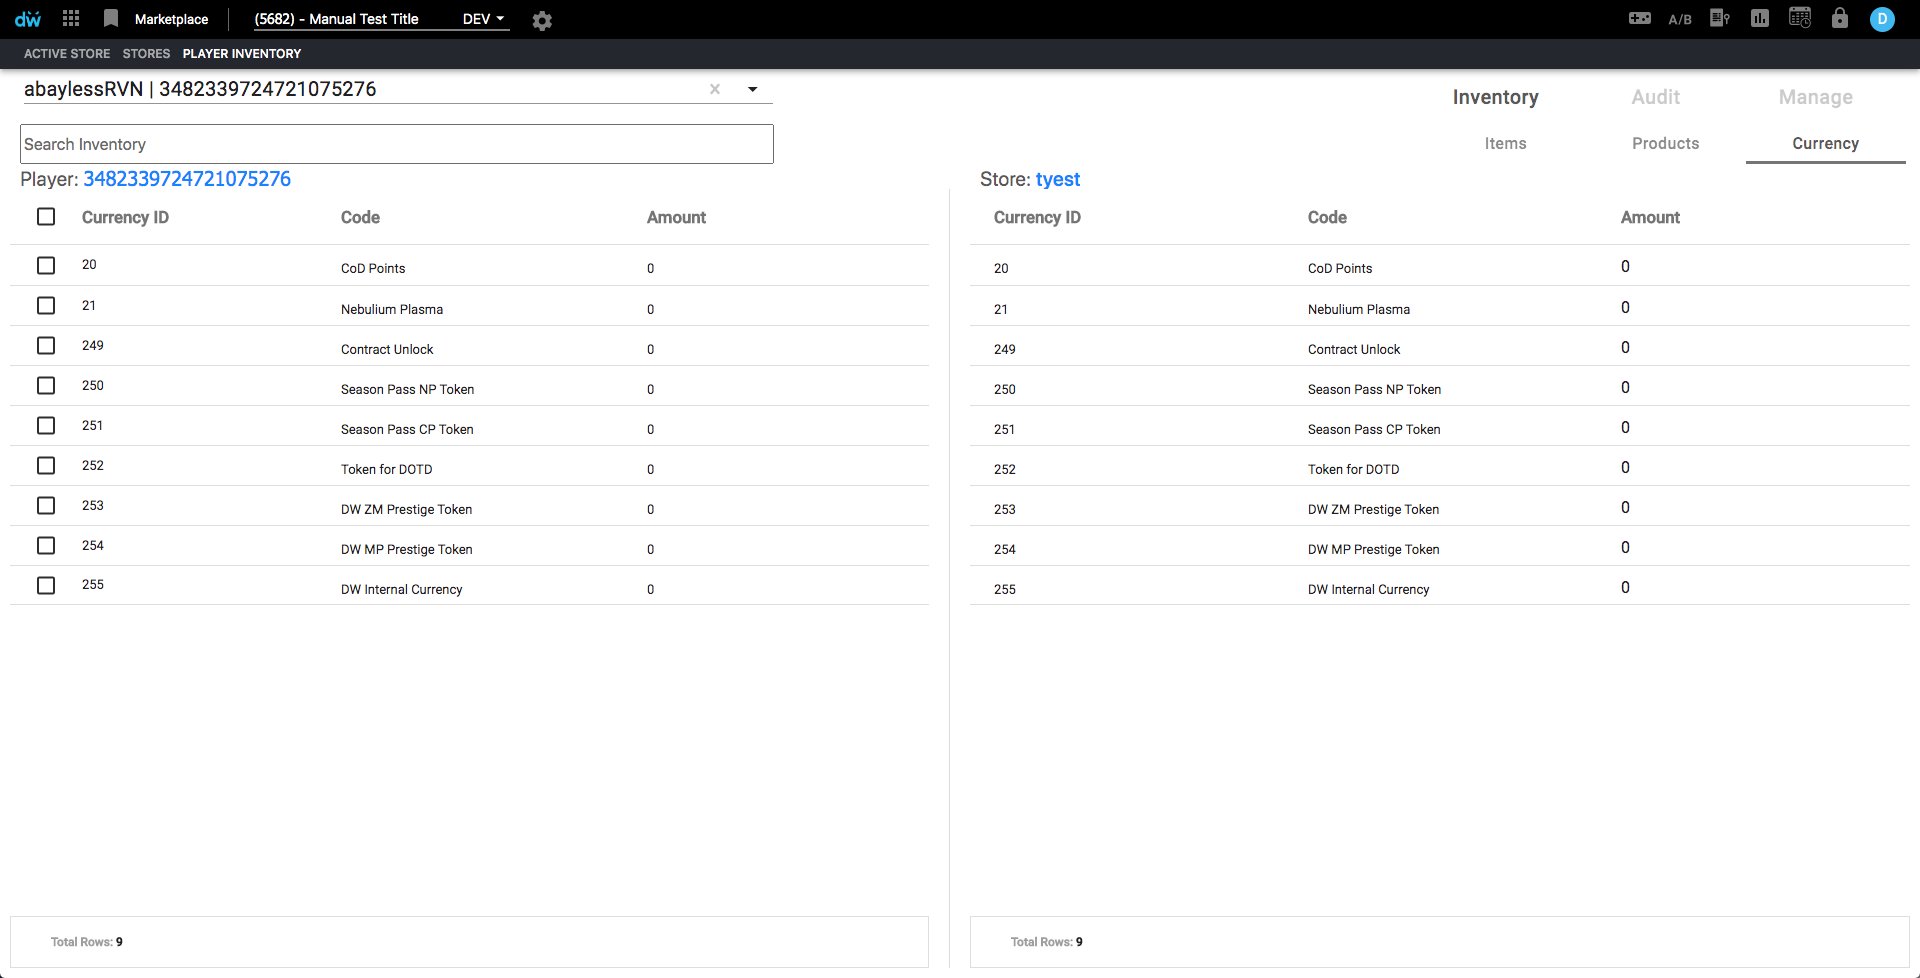 dw Marketplace (5682) - Manual Test Title DEV A/B D
ACTIVE STORE STORES PLAYER INVENTORY
abaylessRVN | 3482339724721075276
Inventory Audit Manage
Search Inventory
Items Products Currency
Player: 3482339724721075276
Store: tyest
Currency ID Code Amount Currency ID Code Amount
20 CoD Points 0 20 CoD Points 0
21 Nebulium Plasma 0 21 Nebulium Plasma 0
249 Contract Unlock 0 249 Contract Unlock 0
250 Season Pass NP Token 0 250 Season Pass NP Token 0
251 Season Pass CP Token 0 251 Season Pass CP Token 0
252 Token for DOTD 0 252 Token for DOTD 0
253 DW ZM Prestige Token 0 253 DW ZM Prestige Token 0
254 DW MP Prestige Token 0 254 DW MP Prestige Token 0
255 DW Internal Currency 0 255 DW Internal Currency 0
Total Rows: 9 Total Rows: 9